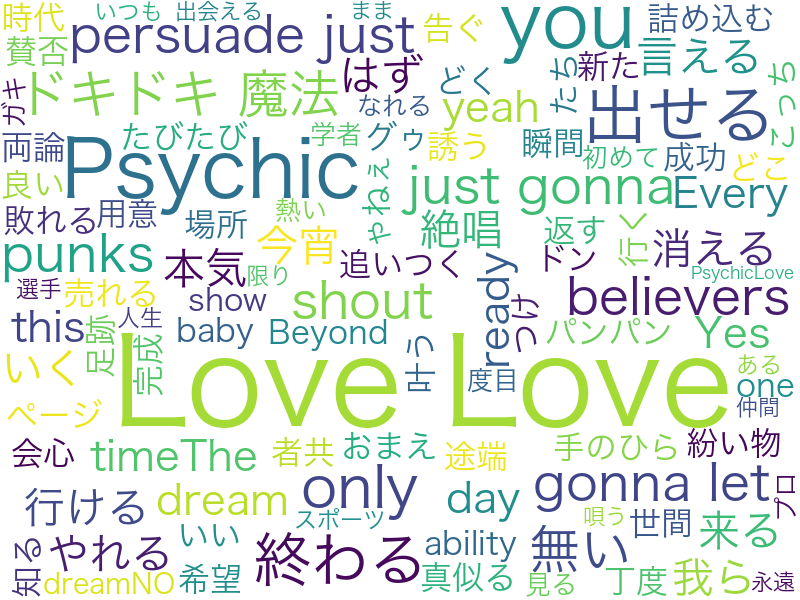 時代 いつも 出会える まま 告ぐ you 詰め込む
賛否 persuade just 言える
ガキ ドキドキ 魔法 はず どく 新た たち こっち
なれる yeah 出せる
両論 たびたび 学者 グゥ 誘う 瞬間 初めて 成功 どこ
良い Psychic やねぇ just gonna Every
敗れる 用意 場所 熱い 絶唱 返す 行く 消える
punks 今宵 本気 限り 追いつく ドン PsychicLove
選手 売れる show shout ready つけ believers
this 人生 baby Beyond パンパン Yes
足跡 完成 叶う 度目 ある
いく Love Love one
ページ 仲間
会心 timeThe 者共 おまえ 途端 手のひら 紛い物
行ける dream only day gonna let プロ
スポーツ 唄う 世間 来る
知る やれる いい 終わる ability 無い
dreamNO 希望 真似る 見る 丁度 我ら 永遠